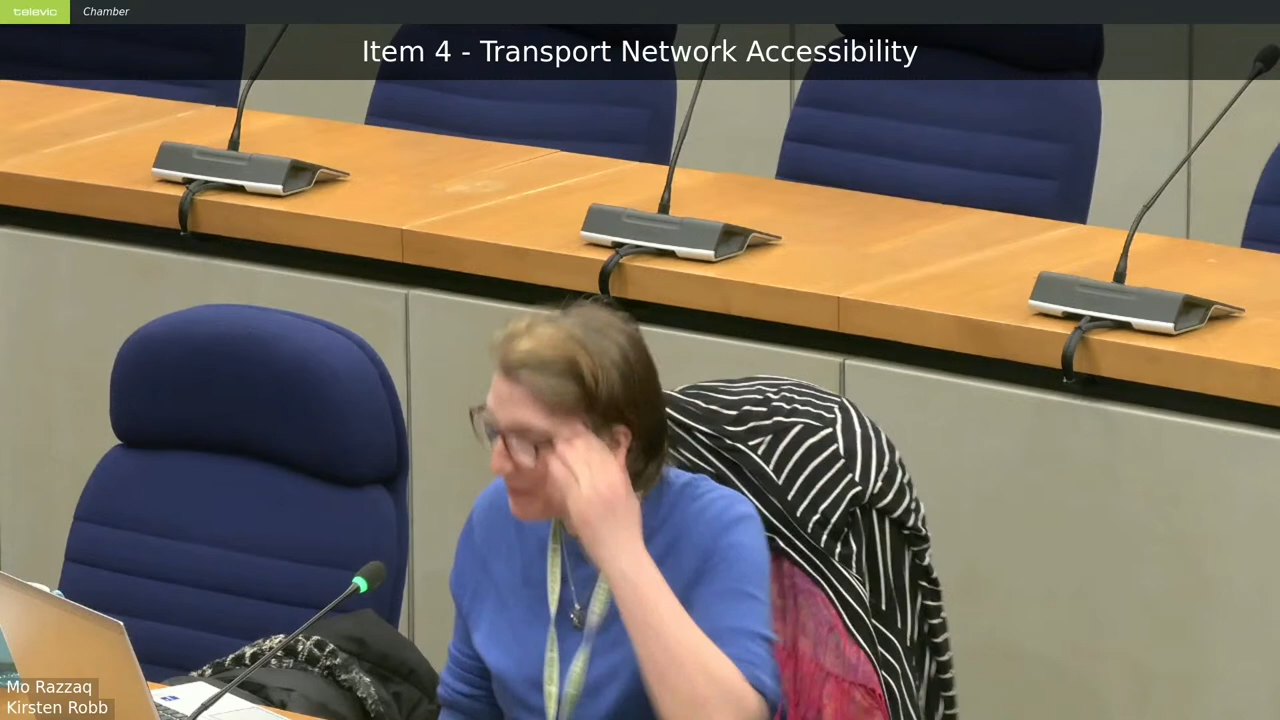 televic Chamber
Item 4 - Transport Network Accessibility
Mo Razzaq
Kirsten Robb